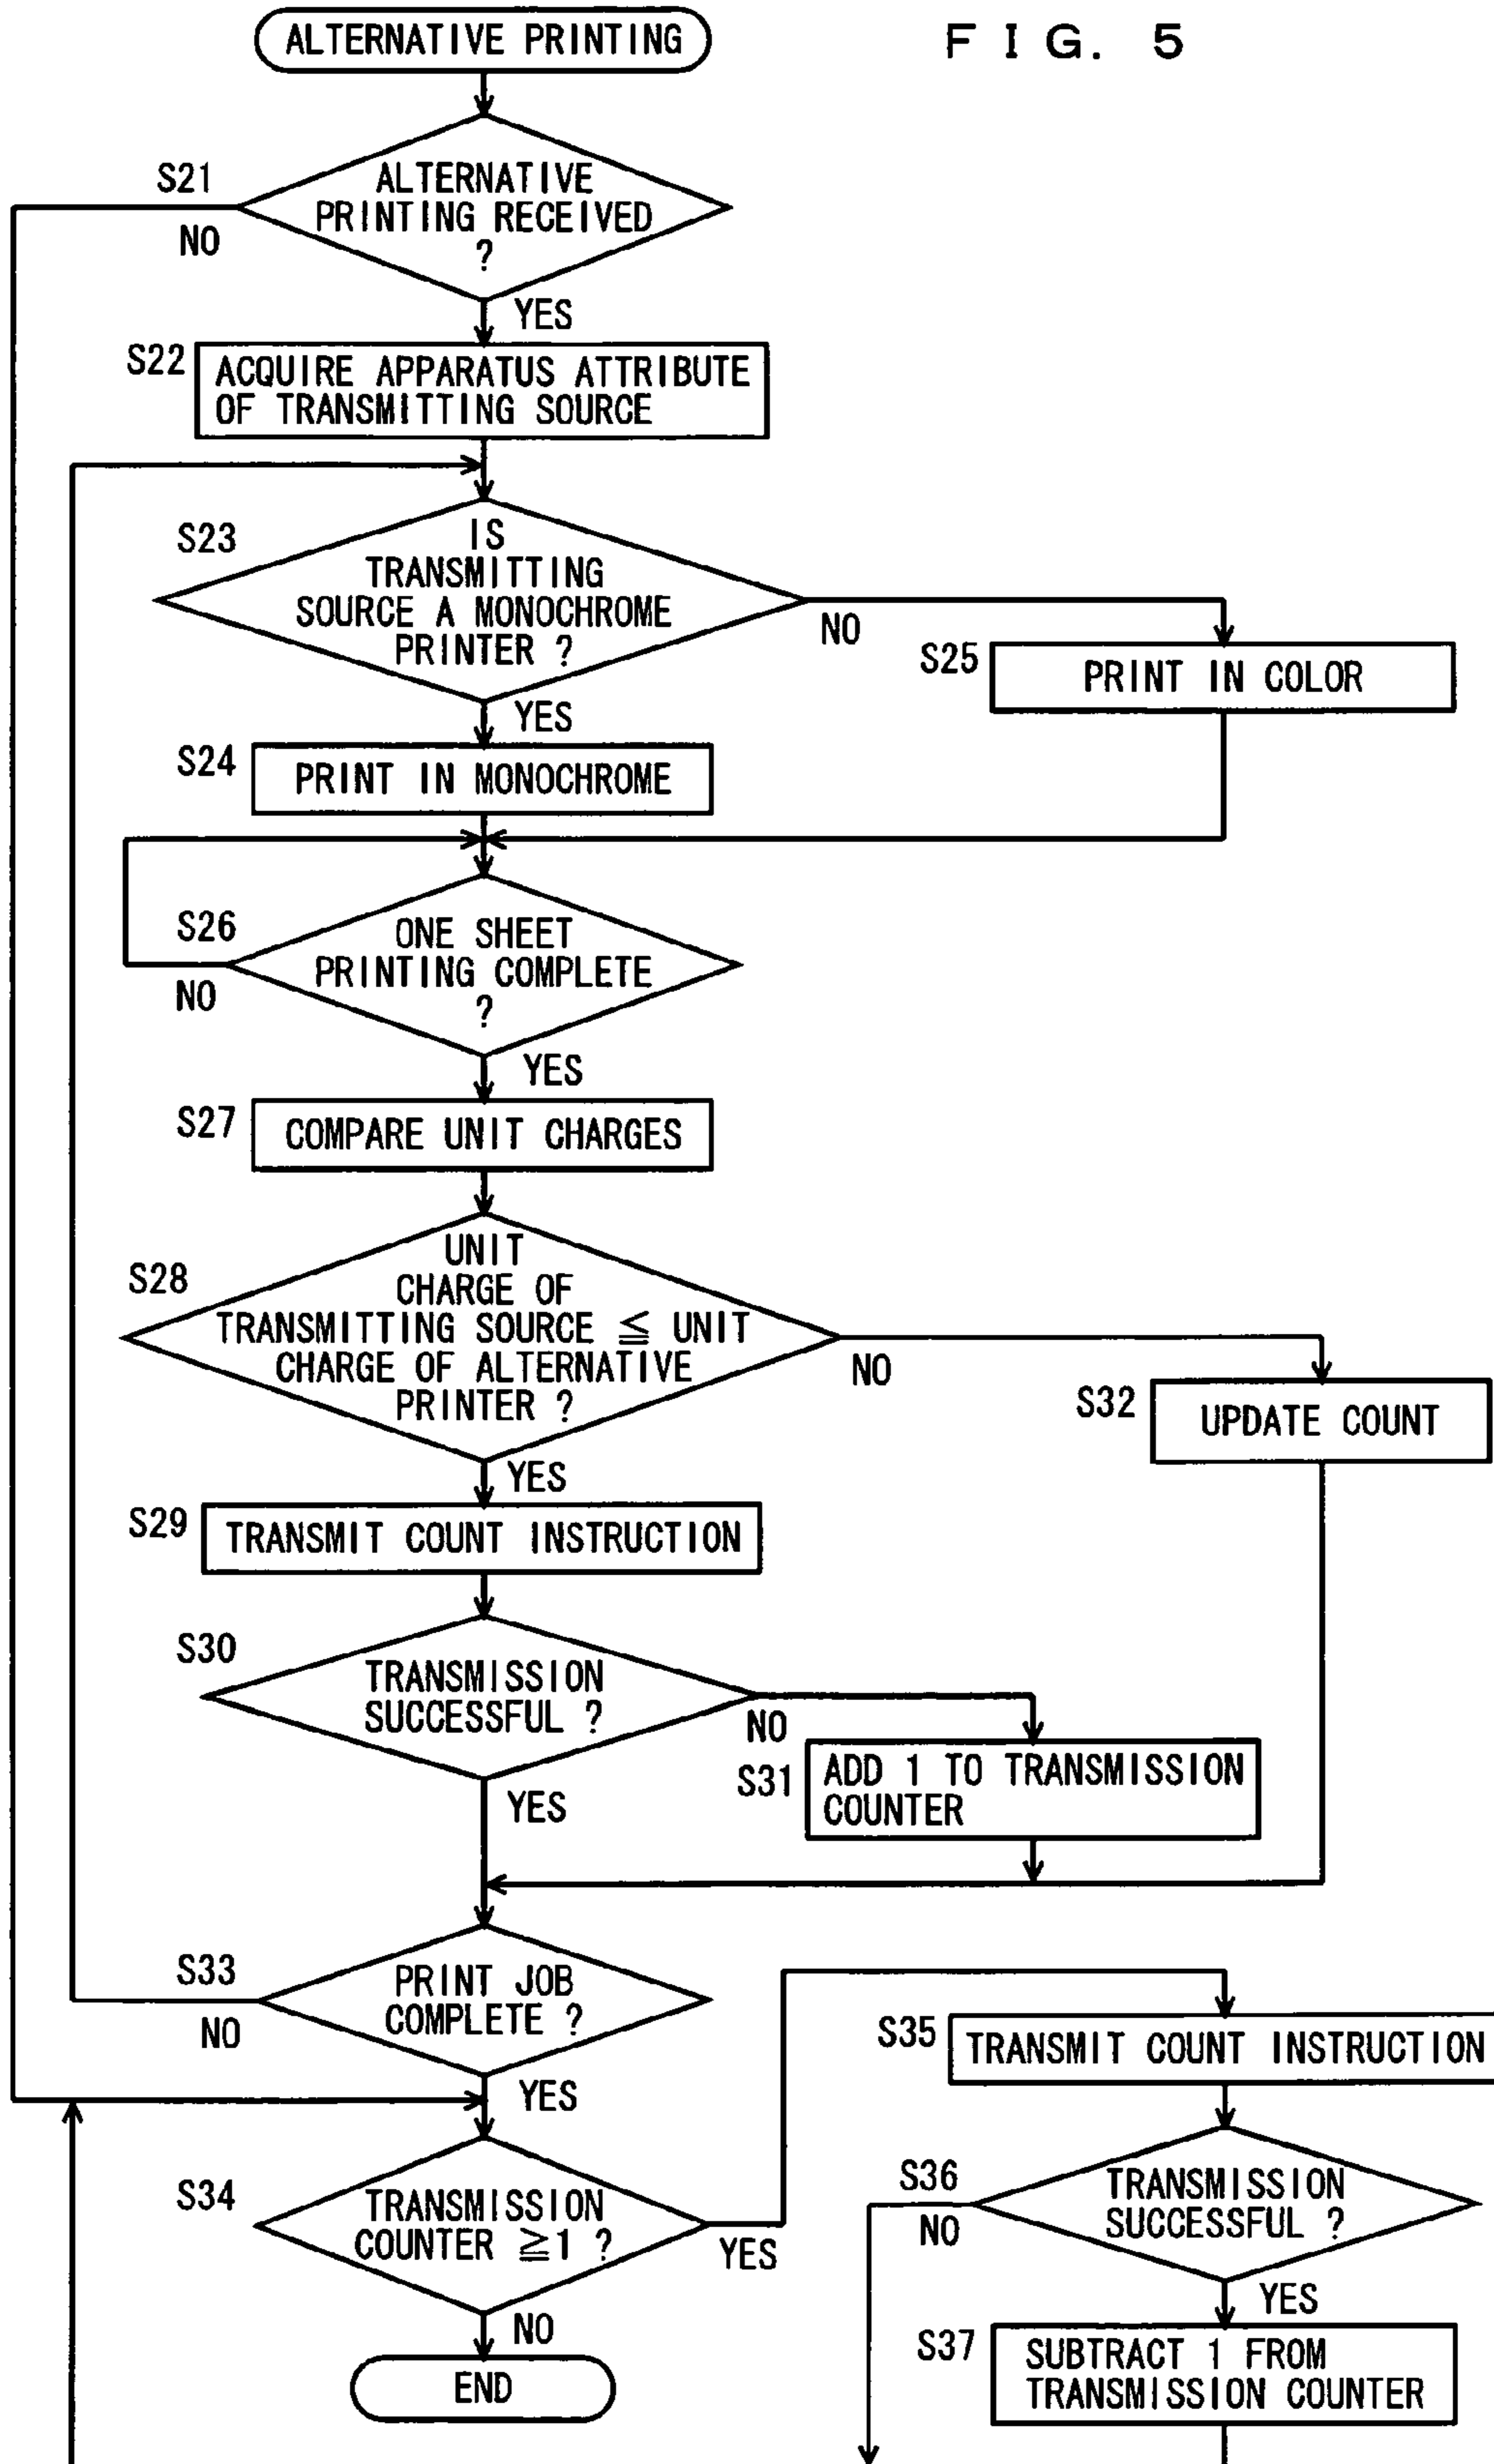 ALTERNATIVE PRINTING
FIG. 5
S21
ALTERNATIVE
PRINTING RECEIVED
?
NO
YES
S22
ACQUIRE APPARATUS ATTRIBUTE
OF TRANSMITTING SOURCE
S23
IS
TRANSMITTING
SOURCE A MONOCHROME
PRINTER ?
NO
S25
PRINT IN COLOR
YES
S24
PRINT IN MONOCHROME
S26
ONE SHEET
PRINTING COMPLETE
?
NO
YES
S27
COMPARE UNIT CHARGES
S28
UNIT
CHARGE OF
TRANSMITTING SOURCE ≦ UNIT
CHARGE OF ALTERNATIVE
PRINTER ?
NO
S32
UPDATE COUNT
YES
S29
TRANSMIT COUNT INSTRUCTION
S30
TRANSMISSION
SUCCESSFUL ?
NO
S31
ADD 1 TO TRANSMISSION
COUNTER
YES
S33
PRINT JOB
COMPLETE ?
NO
YES
S35
TRANSMIT COUNT INSTRUCTION
S34
TRANSMISSION
COUNTER ≧1 ?
YES
S36
TRANSMISSION
SUCCESSFUL ?
NO
YES
NO
END
S37
SUBTRACT 1 FROM
TRANSMISSION COUNTER